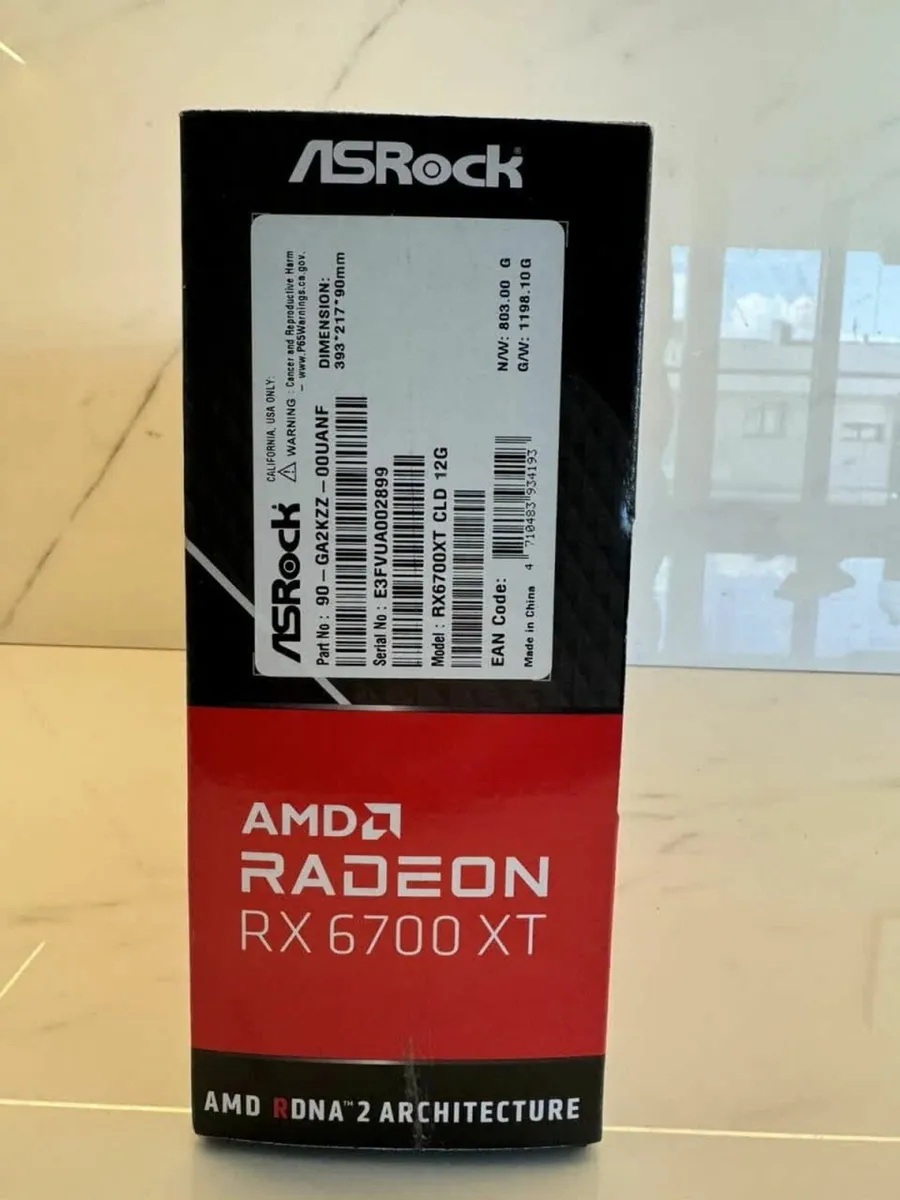 ASRock
ASRock
CALIFORNIA, USA ONLY:
⚠ WARNING : Cancer and Reproductive Harm
– www.P65Warnings.ca.gov.
Part No : 90-GA2KZZ-00UANF
DIMENSION:
393*217*90mm
Serial No : E3FVUA002899
Model : RX6700XT CLD 12G
EAN Code:
4 710483 934193
N/W: 803.00 G
G/W: 1198.10 G
Made in China
AMD
RADEON
RX 6700 XT
AMD RDNA™ 2 ARCHITECTURE